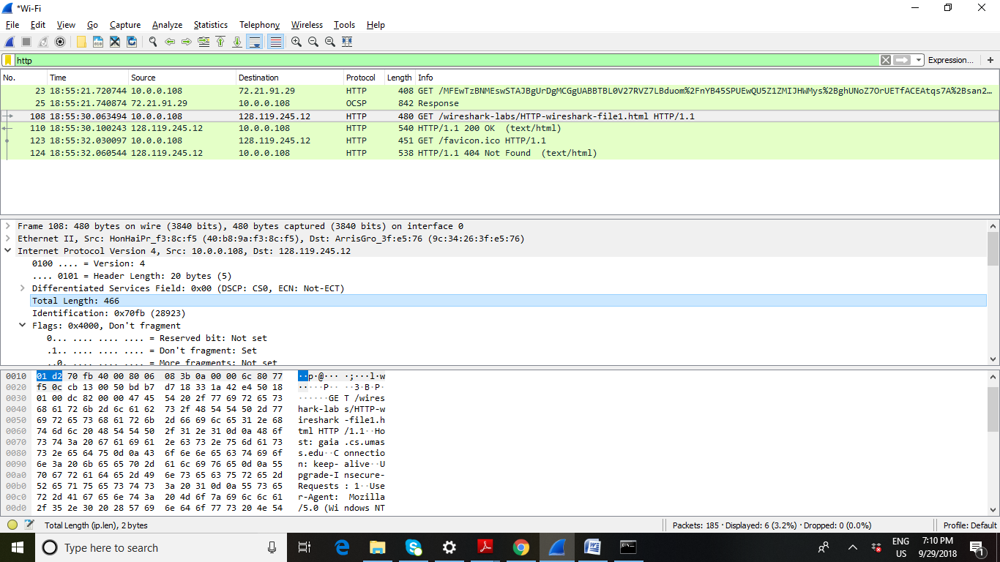 *Wi-Fi
File Edit View Go Capture Analyze Statistics Telephony Wireless Tools Help
http Expression... +
No. Time Source Destination Protocol Length Info
23 18:55:21.720744 10.0.0.108 72.21.91.29 HTTP 408 GET /MFEwTzBNMEswSTAJBgUrDgMCGgUABBTBL0V27RVZ7LBduom%2FnYB45SPUEwQU5Z1ZMIJHWMys%2BghUNoZ7OrUETfACEAtqs7A%2Bsan2...
25 18:55:21.740874 72.21.91.29 10.0.0.108 OCSP 842 Response
108 18:55:30.063494 10.0.0.108 128.119.245.12 HTTP 480 GET /wireshark-labs/HTTP-wireshark-file1.html HTTP/1.1
110 18:55:30.100243 128.119.245.12 10.0.0.108 HTTP 540 HTTP/1.1 200 OK (text/html)
123 18:55:32.030097 10.0.0.108 128.119.245.12 HTTP 451 GET /favicon.ico HTTP/1.1
124 18:55:32.060544 128.119.245.12 10.0.0.108 HTTP 538 HTTP/1.1 404 Not Found (text/html)
Frame 108: 480 bytes on wire (3840 bits), 480 bytes captured (3840 bits) on interface 0
Ethernet II, Src: HonHaiPr_f3:8c:f5 (40:b8:9a:f3:8c:f5), Dst: ArrisGro_3f:e5:76 (9c:34:26:3f:e5:76)
Internet Protocol Version 4, Src: 10.0.0.108, Dst: 128.119.245.12
0100 .... = Version: 4
.... 0101 = Header Length: 20 bytes (5)
Differentiated Services Field: 0x00 (DSCP: CS0, ECN: Not-ECT)
Total Length: 466
Identification: 0x70fb (28923)
Flags: 0x4000, Don't fragment
0... .... .... .... = Reserved bit: Not set
.1.. .... .... .... = Don't fragment: Set
..0. .... .... .... = More fragments: Not set
0010 01 d2 70 fb 40 00 80 06 08 3b 0a 00 00 6c 80 77 ··p·@··· ·;···l·w
0020 f5 0c cb 13 00 50 bd b7 d7 18 33 1a 42 e4 50 18 ·····P·· ··3·B·P·
0030 01 00 dc 82 00 00 47 45 54 20 2f 77 69 72 65 73 ······GE T /wires
0040 68 61 72 6b 2d 6c 61 62 73 2f 48 54 54 50 2d 77 hark-lab s/HTTP-w
0050 69 72 65 73 68 61 72 6b 2d 66 69 6c 65 31 2e 68 ireshark -file1.h
0060 74 6d 6c 20 48 54 54 50 2f 31 2e 31 0d 0a 48 6f tml HTTP /1.1··Ho
0070 73 74 3a 20 67 61 69 61 2e 63 73 2e 75 6d 61 73 st: gaia .cs.umas
0080 73 2e 65 64 75 0d 0a 43 6f 6e 6e 65 63 74 69 6f s.edu··C onnectio
0090 6e 3a 20 6b 65 65 70 2d 61 6c 69 76 65 0d 0a 55 n: keep- alive··U
00a0 70 67 72 61 64 65 2d 49 6e 73 65 63 75 72 65 2d pgrade-I nsecure-
00b0 52 65 71 75 65 73 74 73 3a 20 31 0d 0a 55 73 65 Requests : 1··Use
00c0 72 2d 41 67 65 6e 74 3a 20 4d 6f 7a 69 6c 6c 61 r-Agent: Mozilla
00d0 2f 35 2e 30 20 28 57 69 6e 64 6f 77 73 20 4e 54 /5.0 (Wi ndows NT
Total Length (ip.len), 2 bytes Packets: 185 · Displayed: 6 (3.2%) · Dropped: 0 (0.0%) Profile: Default
Type here to search ENG US 7:10 PM 9/29/2018 1